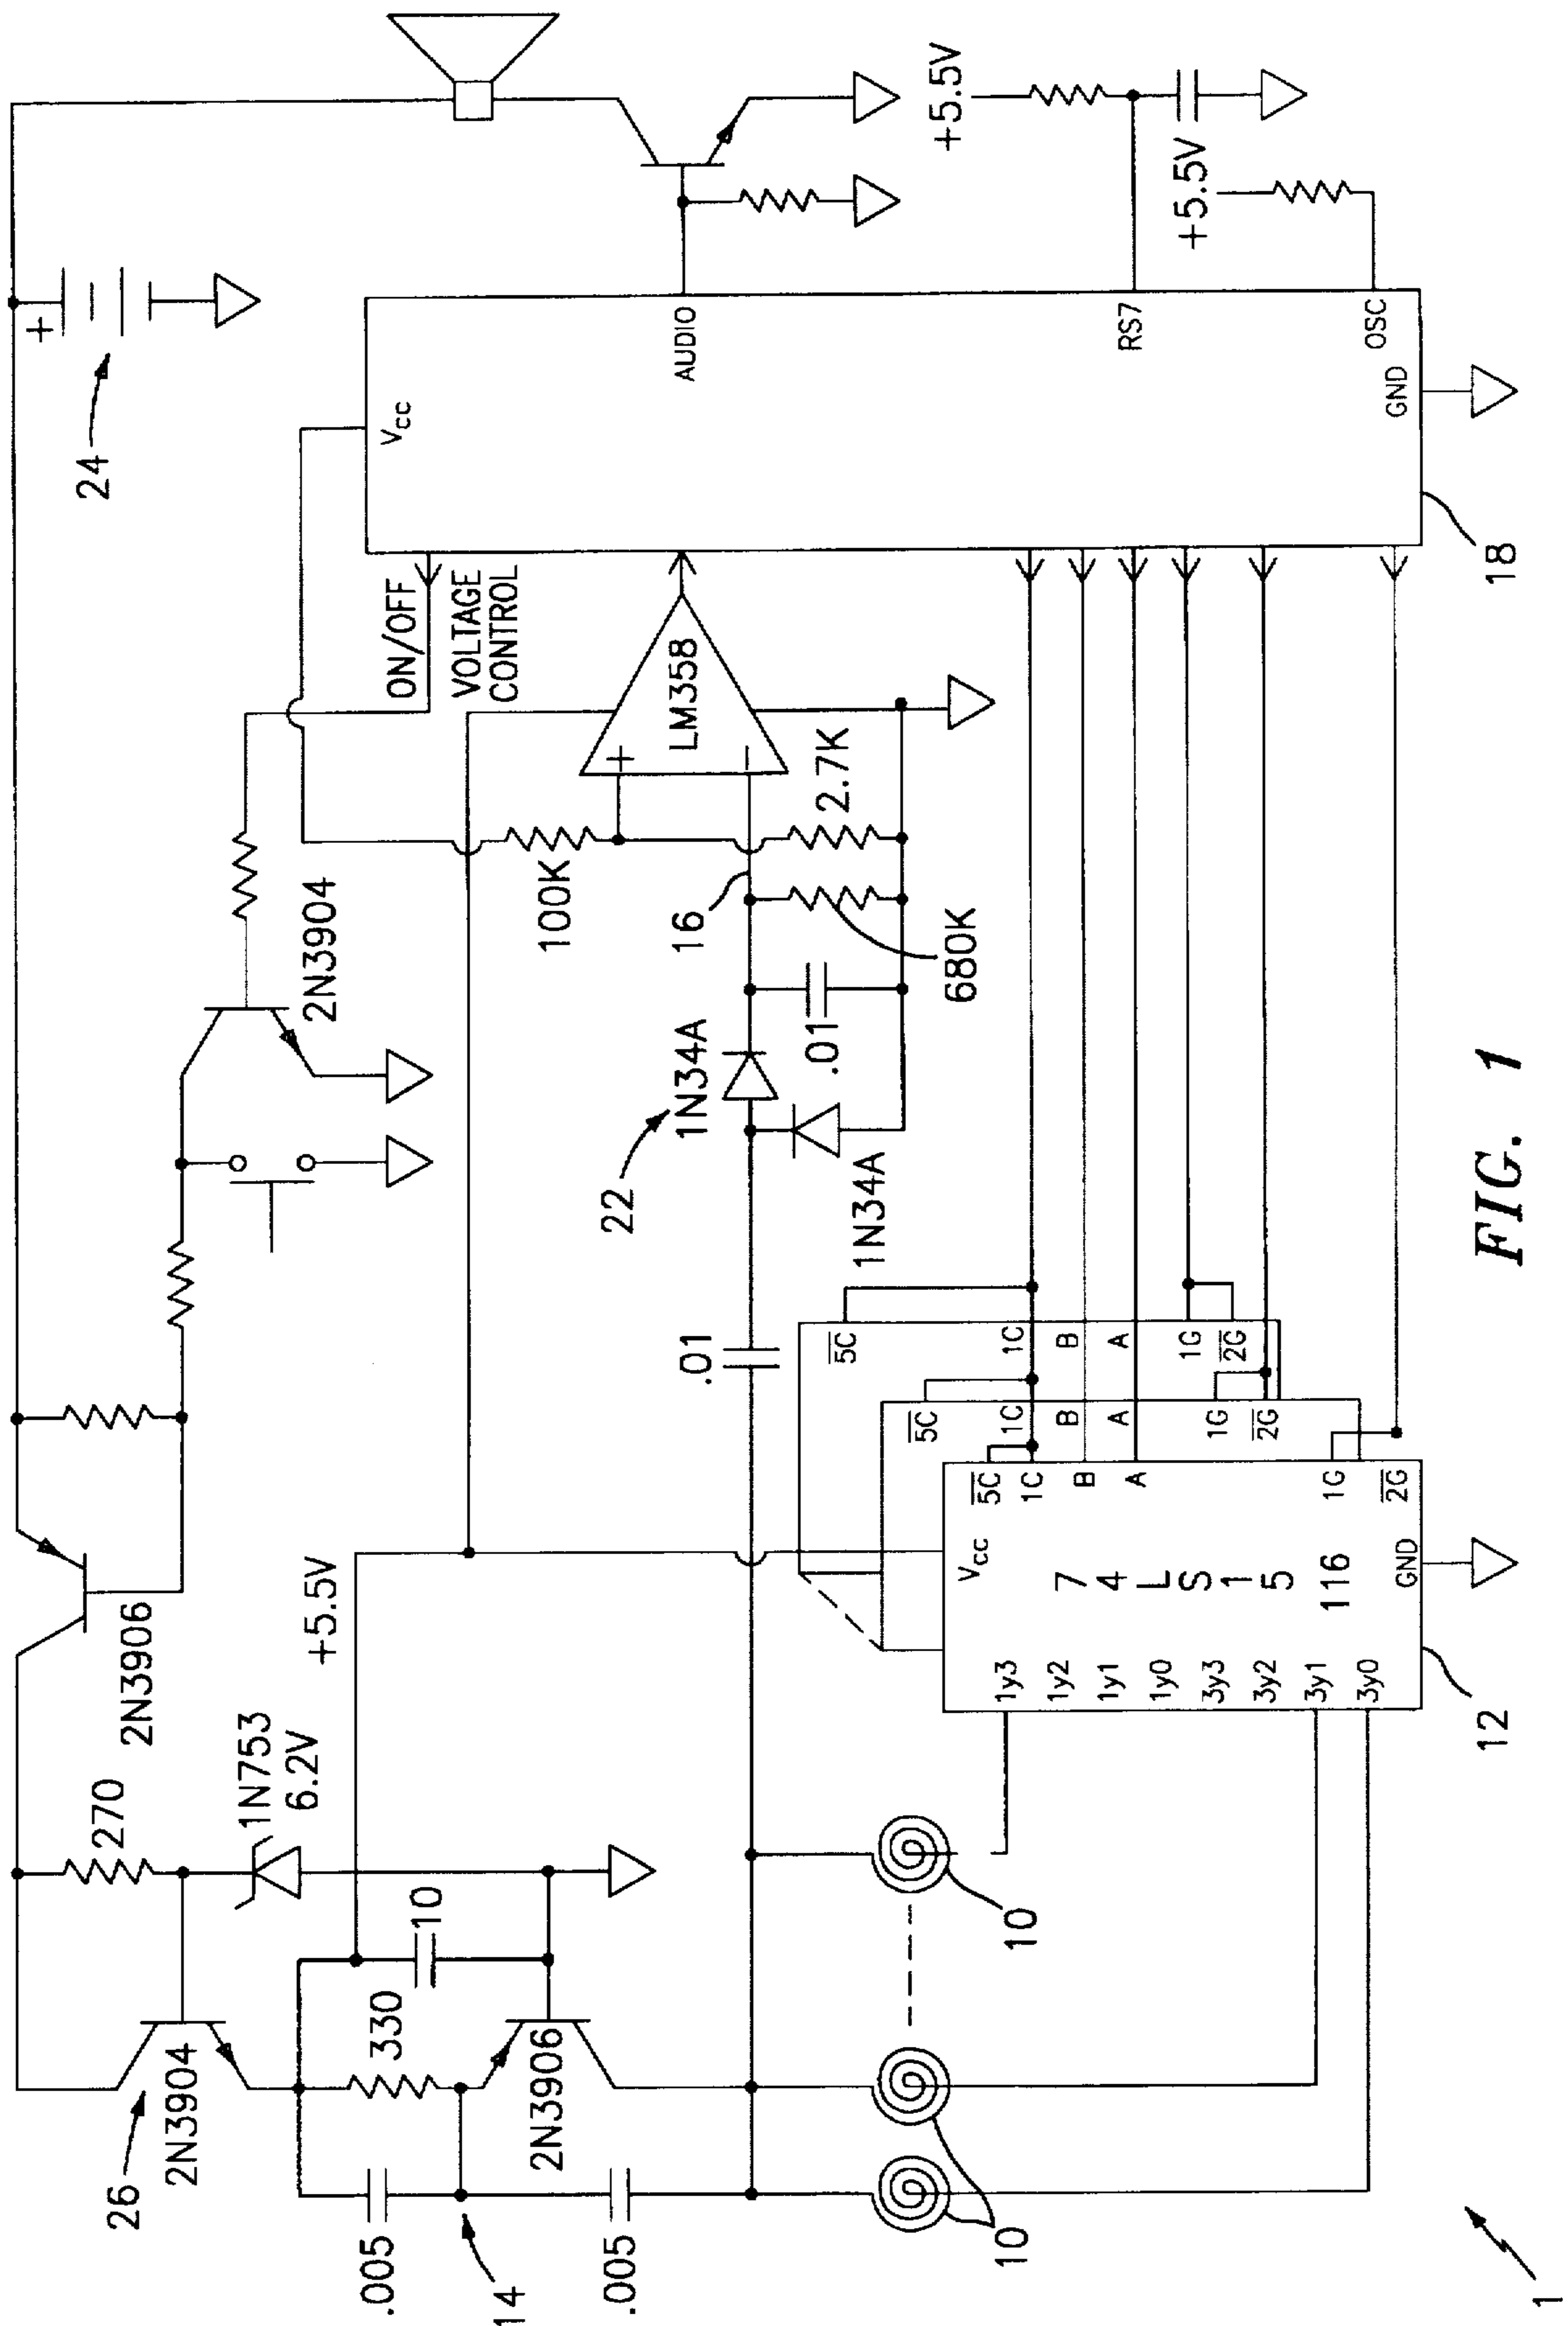 26
2N3904
270
1N753
6.2V
2N3906
+5.5V
2N3904
24
+
.005
14
.005
330
10
2N3906
ON/OFF
VOLTAGE
CONTROL
Vcc
AUDIO
RS7
OSC
GND
18
+5.5V
+5.5V
100K
+
−
LM358
2.7K
16
680K
22
1N34A
.01
1N34A
.01
10
10
5C
1C
B
A
1G
2G
5C
1C
B
A
1G
2G
5C
1C
B
A
1G
2G
Vcc
74LS15
116
GND
1y3
1y2
1y1
1y0
3y3
3y2
3y1
3y0
12
1
FIG. 1